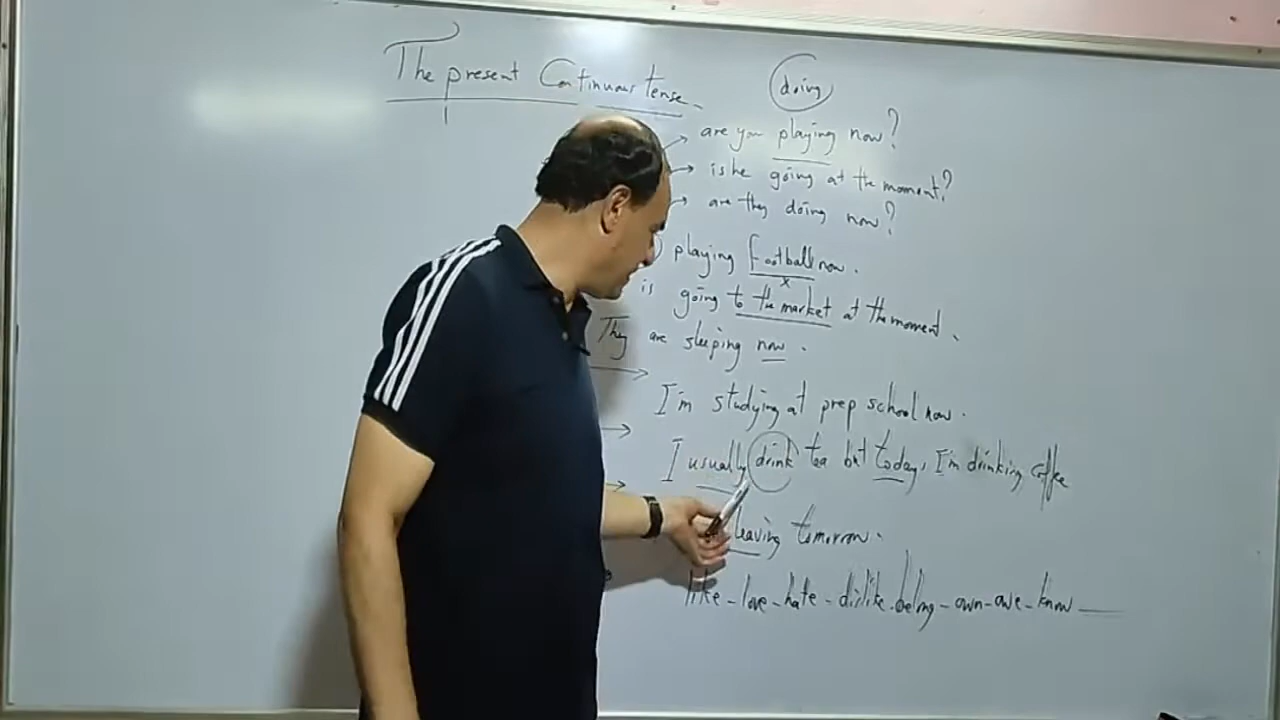 The present Continuous tense
doing
are you playing now?
is he going at the moment?
are they doing now?
playing football now.
x
is going to the market at the moment.
They are sleeping now.
I'm studying at prep school now.
I usually drink tea but today, I'm drinking coffee
leaving tomorrow.
like - love - hate - dislike - belong - own - owe - know